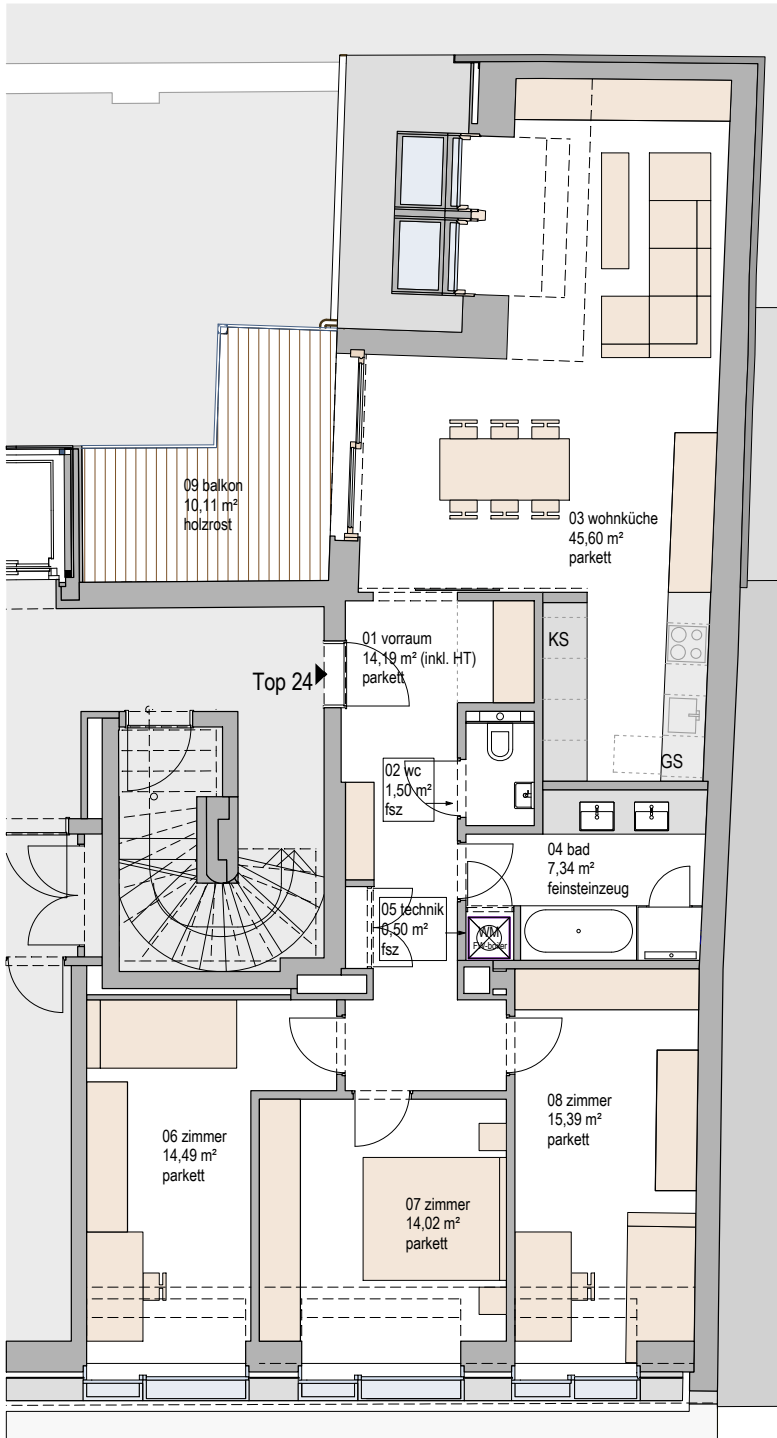 09 balkon
10,11 m²
holzrost
03 wohnküche
45,60 m²
parkett
01 vorraum
14,19 m² (inkl. HT)
parkett
KS
Top 24
GS
02 wc
1,50 m²
fsz
04 bad
7,34 m²
feinsteinzeug
05 technik
0,50 m²
fsz
WM
FW-boiler
08 zimmer
15,39 m²
parkett
06 zimmer
14,49 m²
parkett
07 zimmer
14,02 m²
parkett